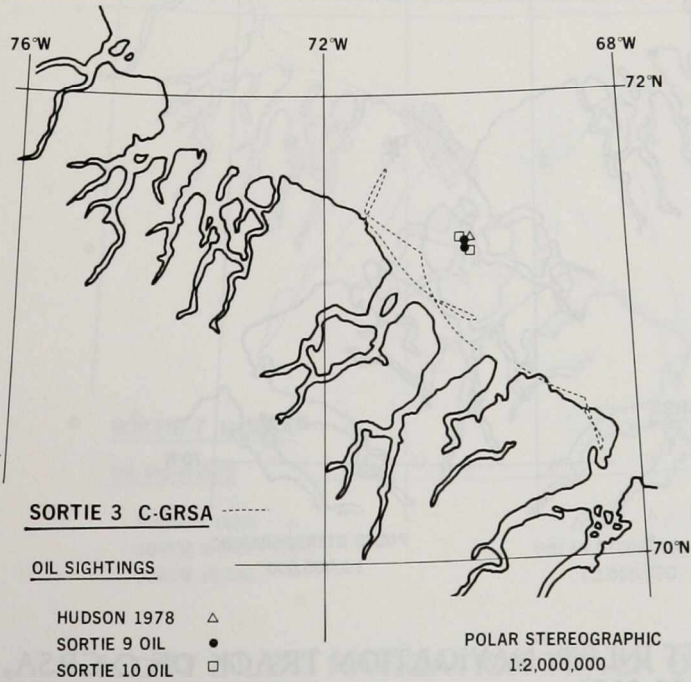 76°W
72°W
68°W
72°N
SORTIE 3 C-GRSA
OIL SIGHTINGS
70°N
HUDSON 1978 △
SORTIE 9 OIL ●
SORTIE 10 OIL □
POLAR STEREOGRAPHIC
1:2,000,000